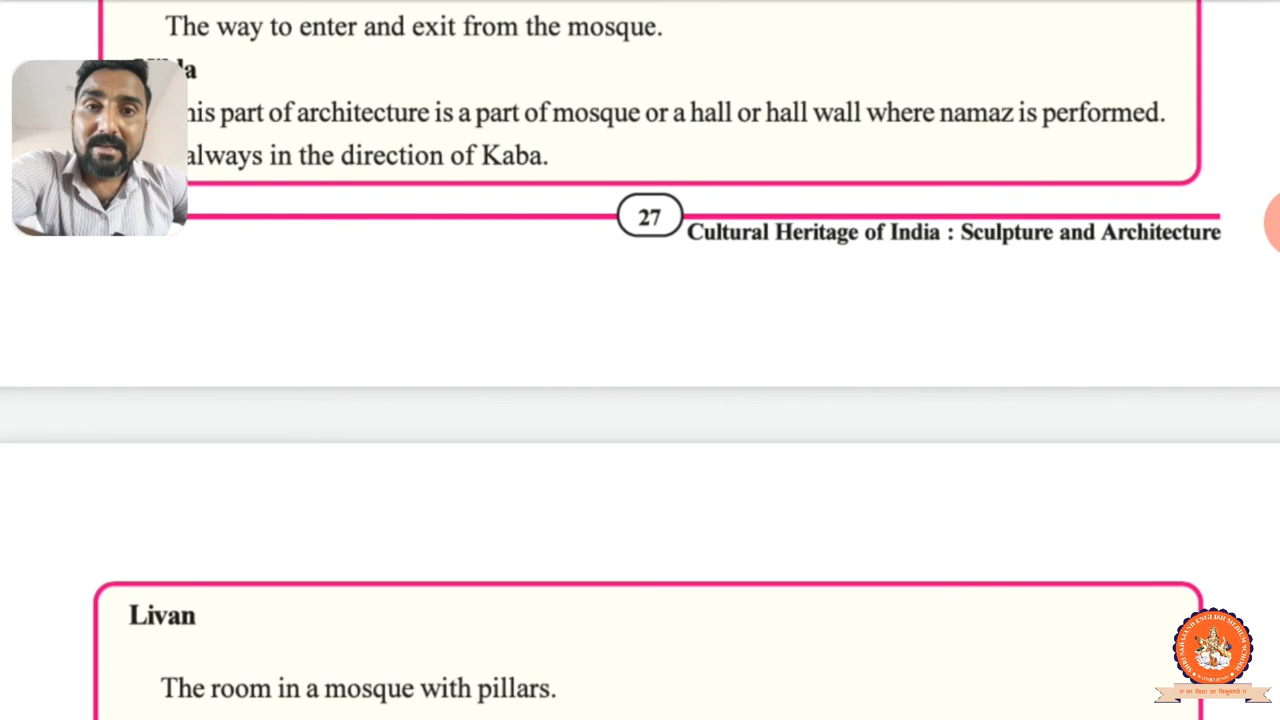 The way to enter and exit from the mosque.
his part of architecture is a part of mosque or a hall or hall wall where namaz is performed.
always in the direction of Kaba.
27
Cultural Heritage of India : Sculpture and Architecture
Livan
The room in a mosque with pillars.